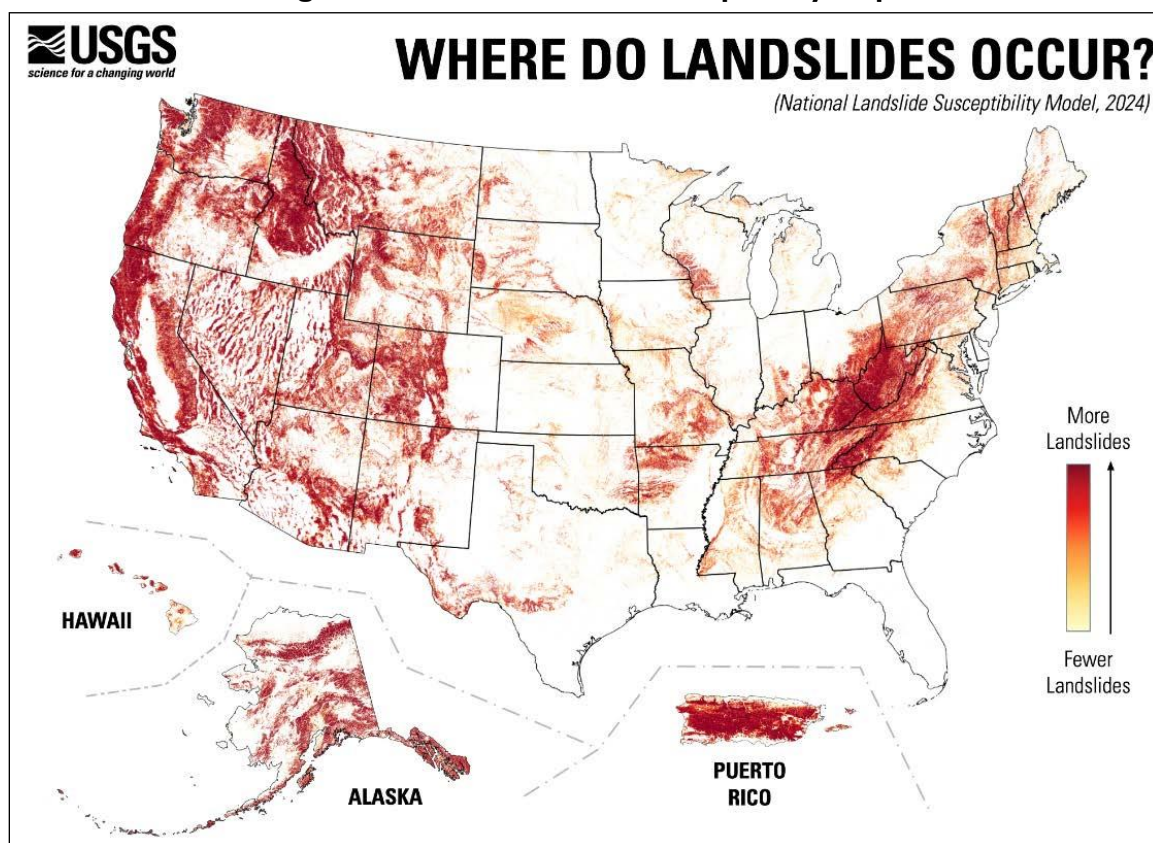 USGS
science for a changing world
WHERE DO LANDSLIDES OCCUR?
(National Landslide Susceptibility Model, 2024)
More
Landslides
Fewer
Landslides
HAWAII
ALASKA
PUERTO
RICO